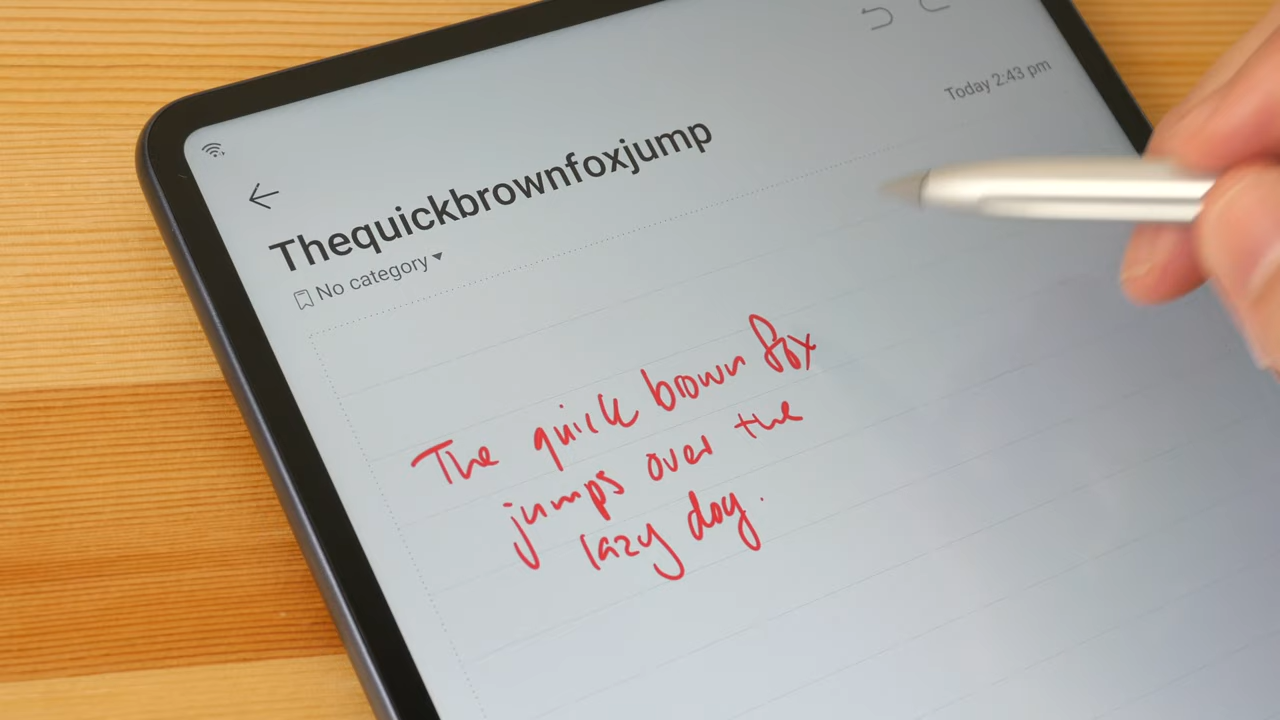 Today 2:43 pm
Thequickbrownfoxjump
No category
The quick brown fox
jumps over the
lazy dog.